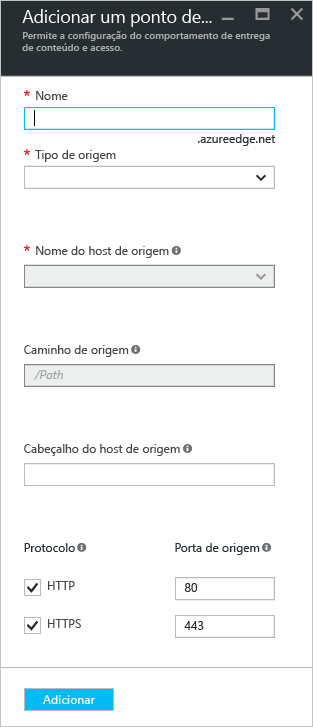 Adicionar um ponto de...
Permite a configuração do comportamento de entrega
de conteúdo e acesso.
* Nome
.azureedge.net
* Tipo de origem
* Nome do host de origem
Caminho de origem
/Path
Cabeçalho do host de origem
Protocolo Porta de origem
HTTP 80
HTTPS 443
Adicionar